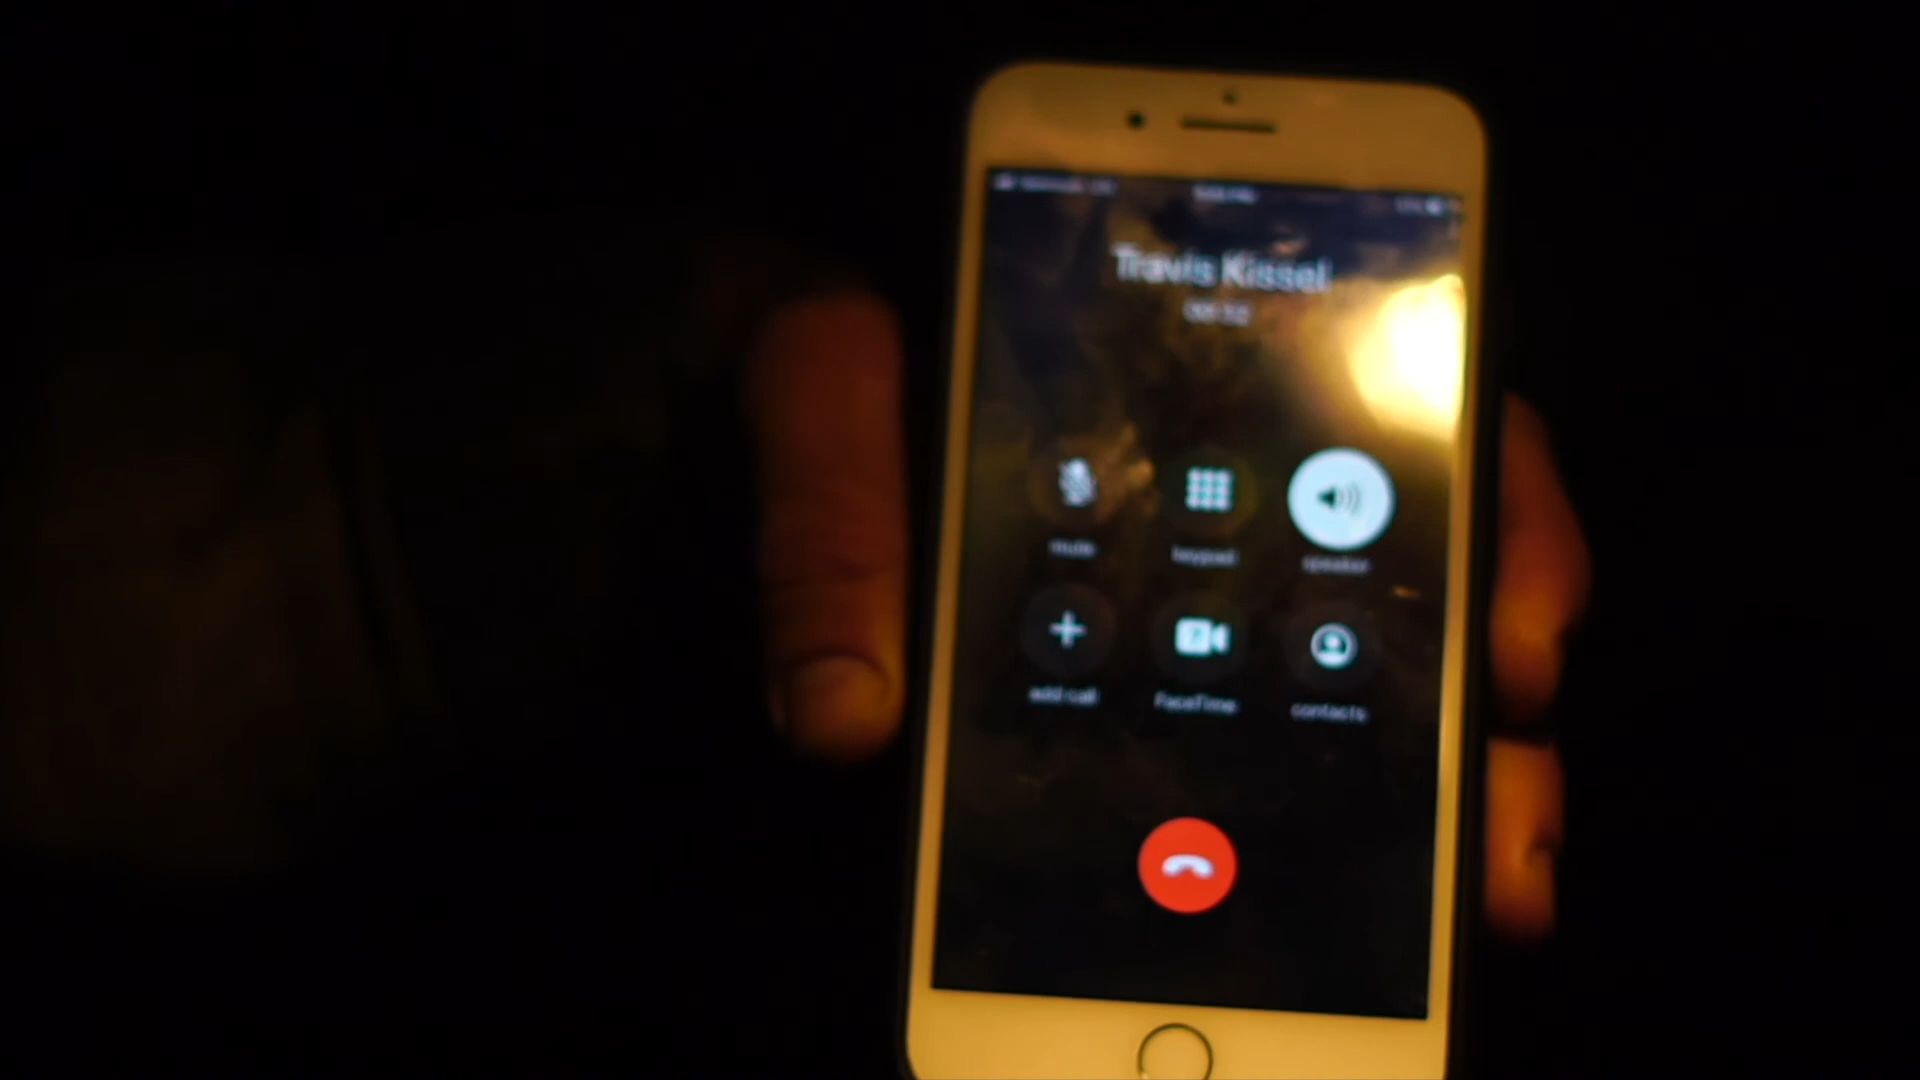 Travis Kissel
mute keypad speaker
add call FaceTime contacts